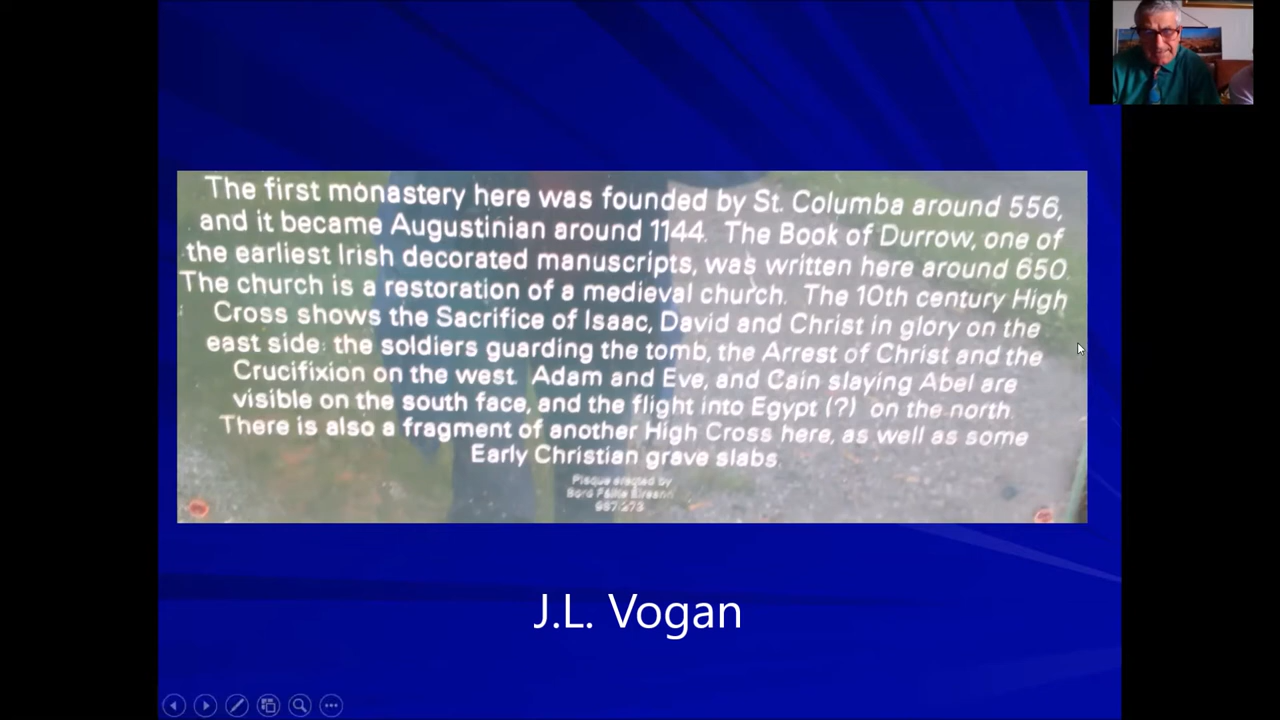 The first monastery here was founded by St. Columba around 556,
and it became Augustinian around 1144. The Book of Durrow, one of
the earliest Irish decorated manuscripts, was written here around 650.
The church is a restoration of a medieval church. The 10th century High
Cross shows the Sacrifice of Isaac, David and Christ in glory on the
east side: the soldiers guarding the tomb, the Arrest of Christ and the
Crucifixion on the west. Adam and Eve, and Cain slaying Abel are
visible on the south face, and the flight into Egypt (?) on the north.
There is also a fragment of another High Cross here, as well as some
Early Christian grave slabs.
Plaque erected by
Bord Fáilte Éireann
J.L. Vogan